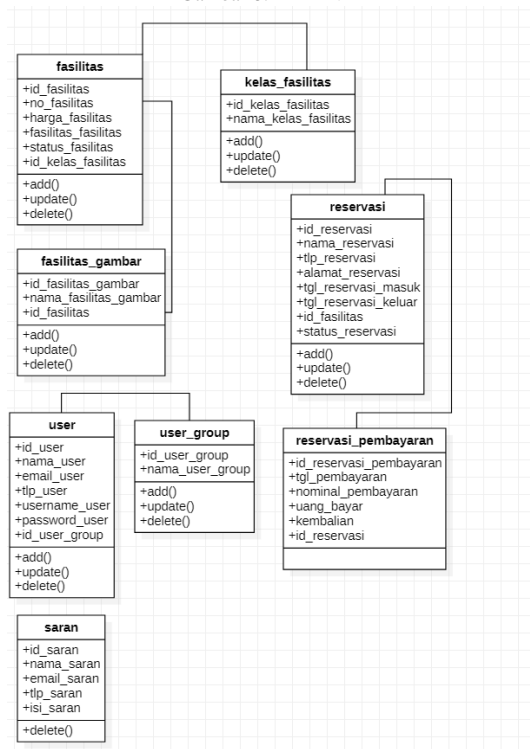 fasilitas
+id_fasilitas
+no_fasilitas
+harga_fasilitas
+fasilitas_fasilitas
+status_fasilitas
+id_kelas_fasilitas
+add()
+update()
+delete()
kelas_fasilitas
+id_kelas_fasilitas
+nama_kelas_fasilitas
+add()
+update()
+delete()
reservasi
+id_reservasi
+nama_reservasi
+tlp_reservasi
+alamat_reservasi
+tgl_reservasi_masuk
+tgl_reservasi_keluar
+id_fasilitas
+status_reservasi
+add()
+update()
+delete()
fasilitas_gambar
+id_fasilitas_gambar
+nama_fasilitas_gambar
+id_fasilitas
+add()
+update()
+delete()
user
+id_user
+nama_user
+email_user
+tlp_user
+username_user
+password_user
+id_user_group
+add()
+update()
+delete()
user_group
+id_user_group
+nama_user_group
+add()
+update()
+delete()
reservasi_pembayaran
+id_reservasi_pembayaran
+tgl_pembayaran
+nominal_pembayaran
+uang_bayar
+kembalian
+id_reservasi
saran
+id_saran
+nama_saran
+email_saran
+tlp_saran
+isi_saran
+delete()